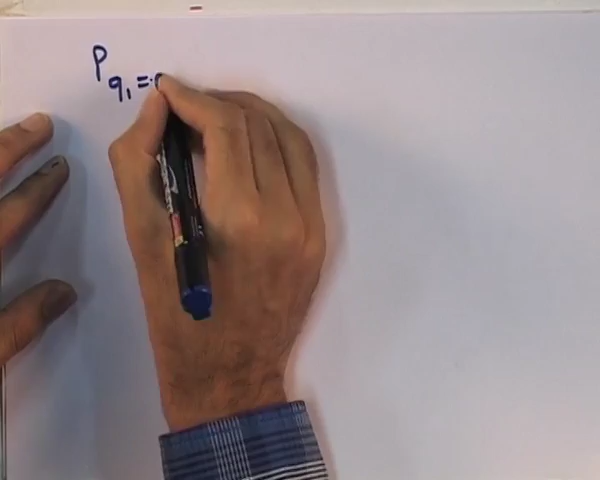 P q₁ =